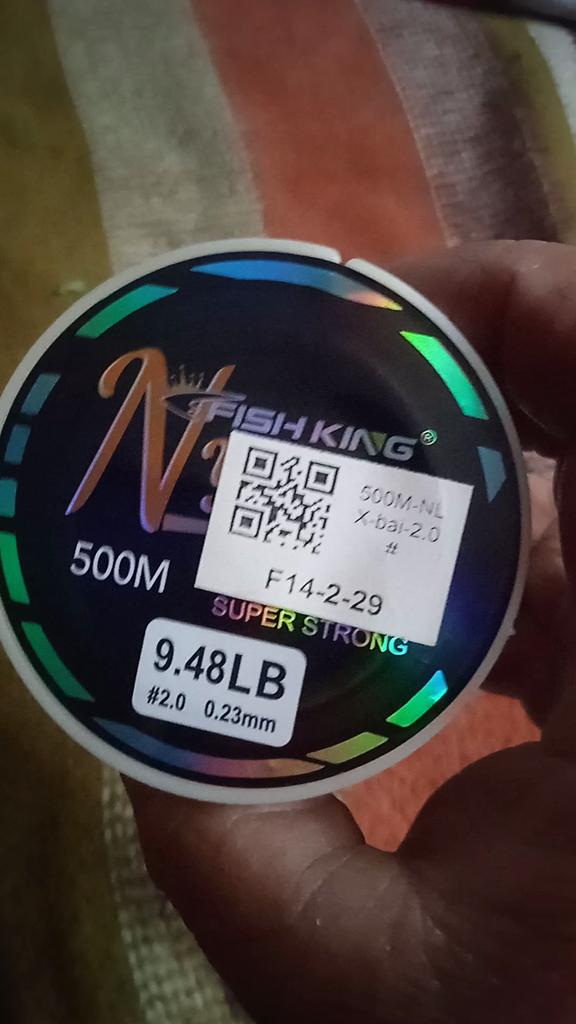 FISH KING®
500M-NL
X-bai-2.0
#
F14-2-29
500M
SUPER STRONG
9.48LB
#2.0 0.23mm